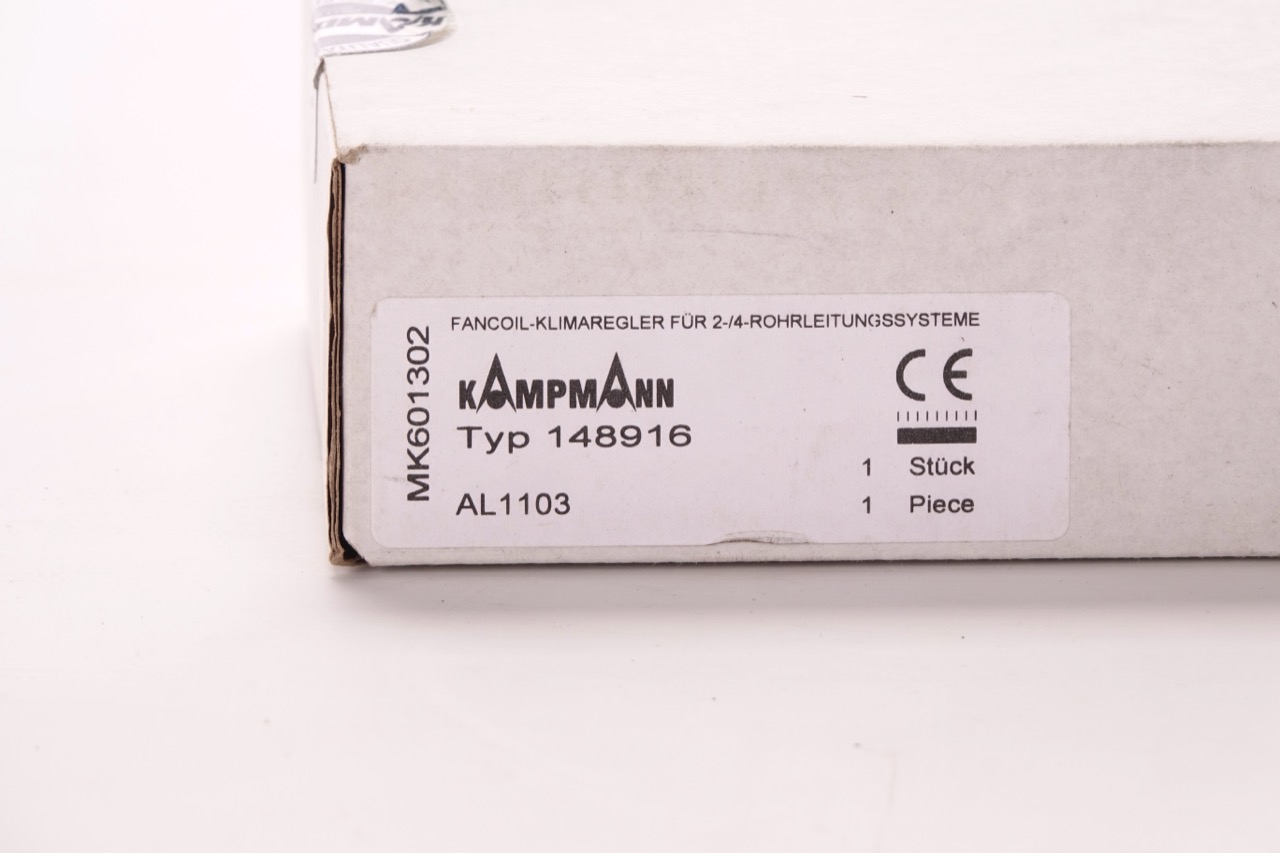 FANCOIL-KLIMAREGLER FÜR 2-/4-ROHRLEITUNGSSYSTEME
MK601302
KAMPMANN
CE
Typ 148916
1 Stück
AL1103
1 Piece